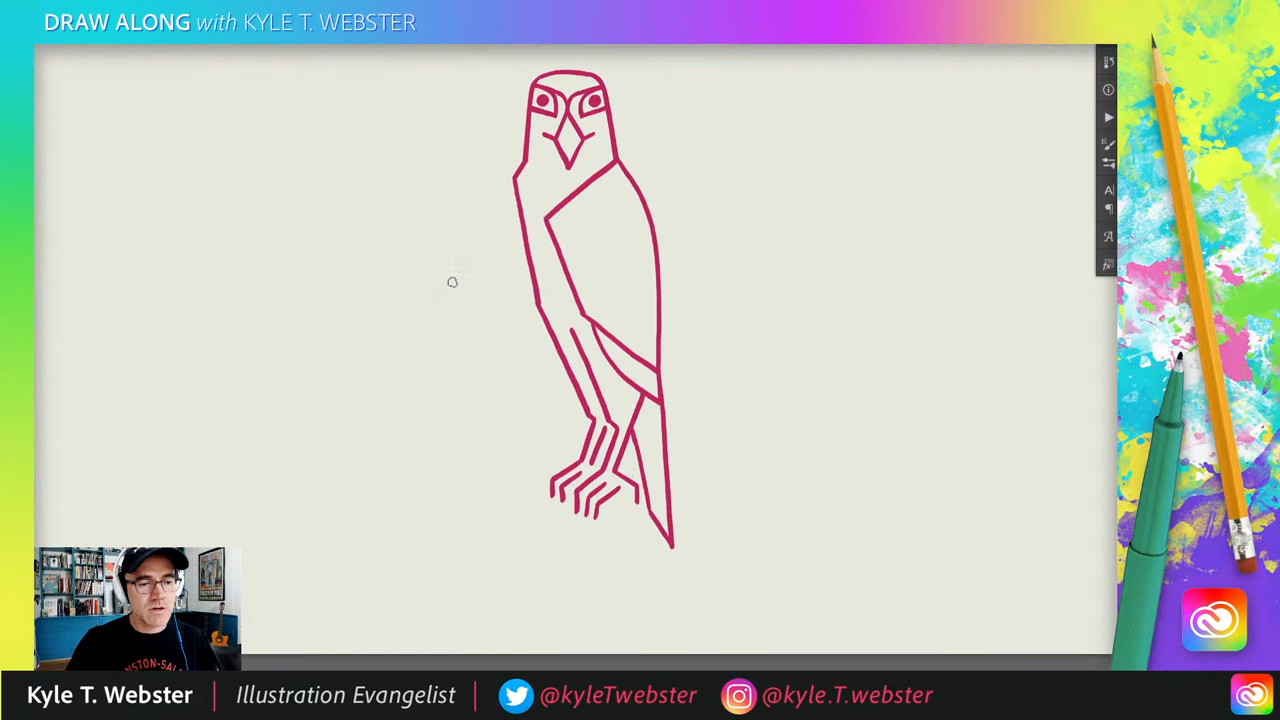 DRAW ALONG with KYLE T. WEBSTER
Kyle T. Webster | Illustration Evangelist | @kyleTwebster @kyle.T.webster